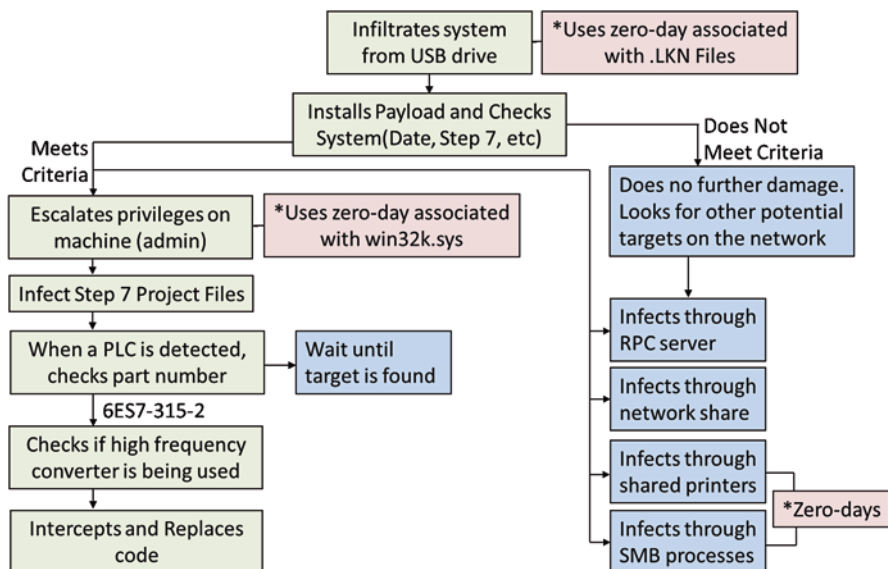 Infiltrates system
from USB drive
*Uses zero-day associated
with .LKN Files
Installs Payload and Checks
System(Date, Step 7, etc)
Meets
Criteria
Does Not
Meet Criteria
Escalates privileges on
machine (admin)
*Uses zero-day associated
with win32k.sys
Does no further damage.
Looks for other potential
targets on the network
Infect Step 7 Project Files
When a PLC is detected,
checks part number
Wait until
target is found
Infects through
RPC server
6ES7-315-2
Infects through
network share
Checks if high frequency
converter is being used
Infects through
shared printers
*Zero-days
Intercepts and Replaces
code
Infects through
SMB processes